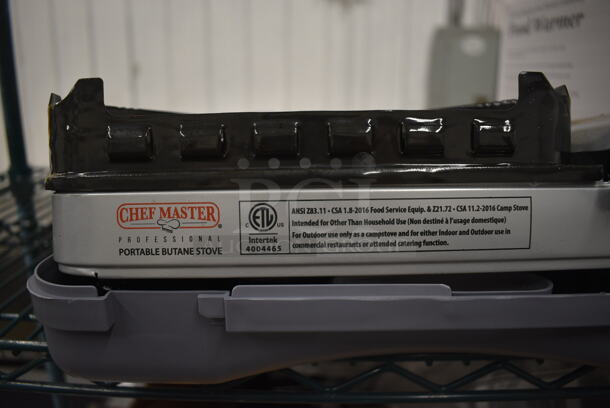 Food Warmer
CHEF MASTER
PROFESSIONAL
PORTABLE BUTANE STOVE
ETL
C US
Intertek
4004465
ANSI Z83.11 - CSA 1.8-2016 Food Service Equip. & Z21.72 - CSA 11.2-2016 Camp Stove
Intended for Other Than Household Use (Non destiné à l'usage domestique)
For Outdoor use only as a campstove and for either Indoor and Outdoor use in
commercial restaurants or attended catering function.